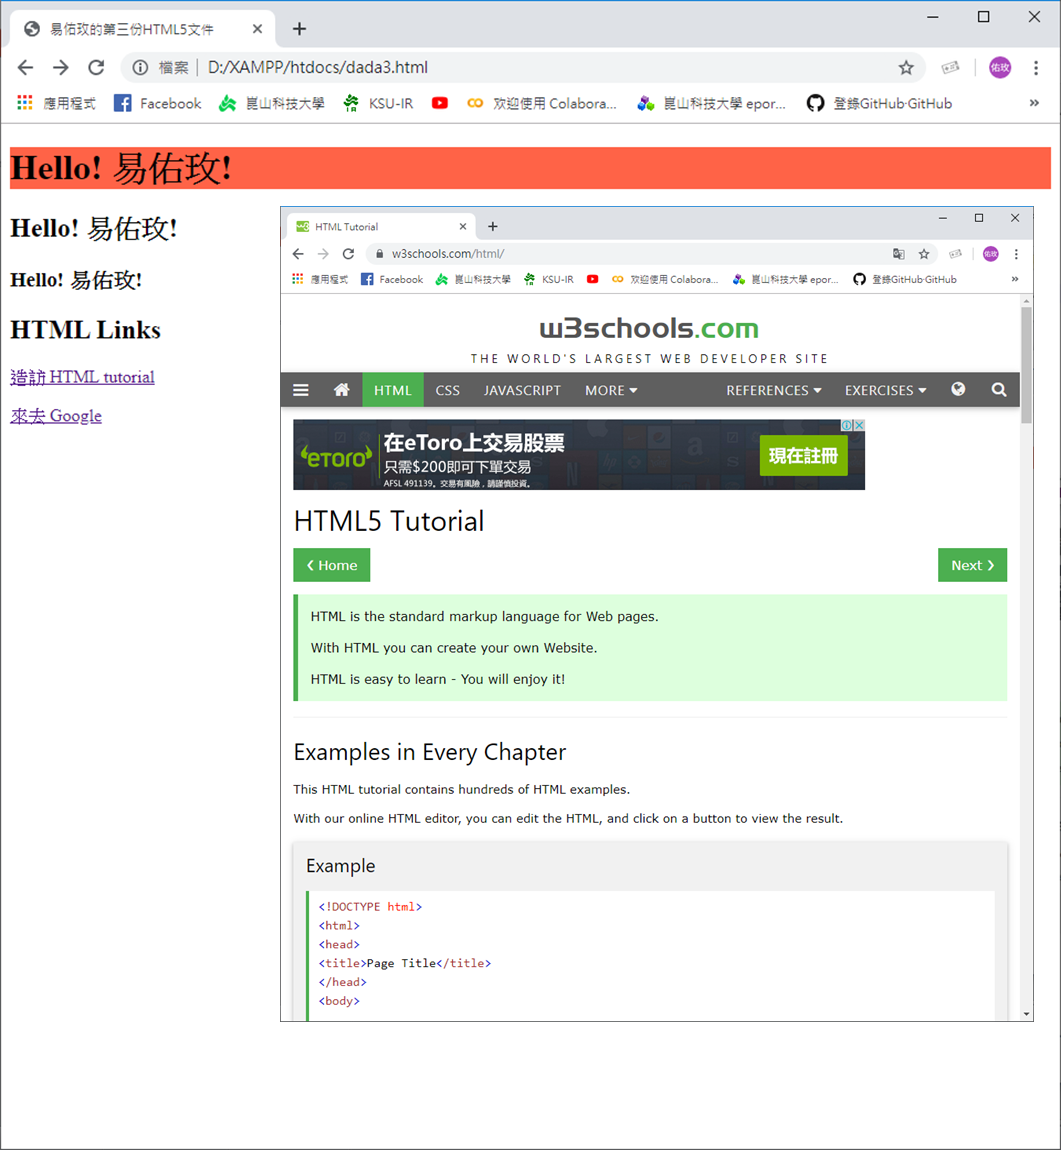 易佑玫的第三份HTML5文件
檔案 | D:/XAMPP/htdocs/dada3.html
佑玫
應用程式 Facebook 崑山科技大學 KSU-IR 欢迎使用 Colabora... 崑山科技大學 epor... 登錄GitHub·GitHub »
Hello! 易佑玫!
Hello! 易佑玫!
Hello! 易佑玫!
HTML Links
造訪 HTML tutorial
來去 Google
HTML Tutorial
w3schools.com/html/
佑玫
應用程式 Facebook 崑山科技大學 KSU-IR 欢迎使用 Colabora... 崑山科技大學 epor... 登錄GitHub·GitHub »
w3schools.com
THE WORLD'S LARGEST WEB DEVELOPER SITE
HTML CSS JAVASCRIPT MORE REFERENCES EXERCISES
eToro
在eToro上交易股票
只需$200即可下單交易
AFSL 491139。交易有風險，請謹慎投資。
現在註冊
HTML5 Tutorial
❮ Home Next ❯
HTML is the standard markup language for Web pages.
With HTML you can create your own Website.
HTML is easy to learn - You will enjoy it!
Examples in Every Chapter
This HTML tutorial contains hundreds of HTML examples.
With our online HTML editor, you can edit the HTML, and click on a button to view the result.
Example
<!DOCTYPE html>
<html>
<head>
<title>Page Title</title>
</head>
<body>